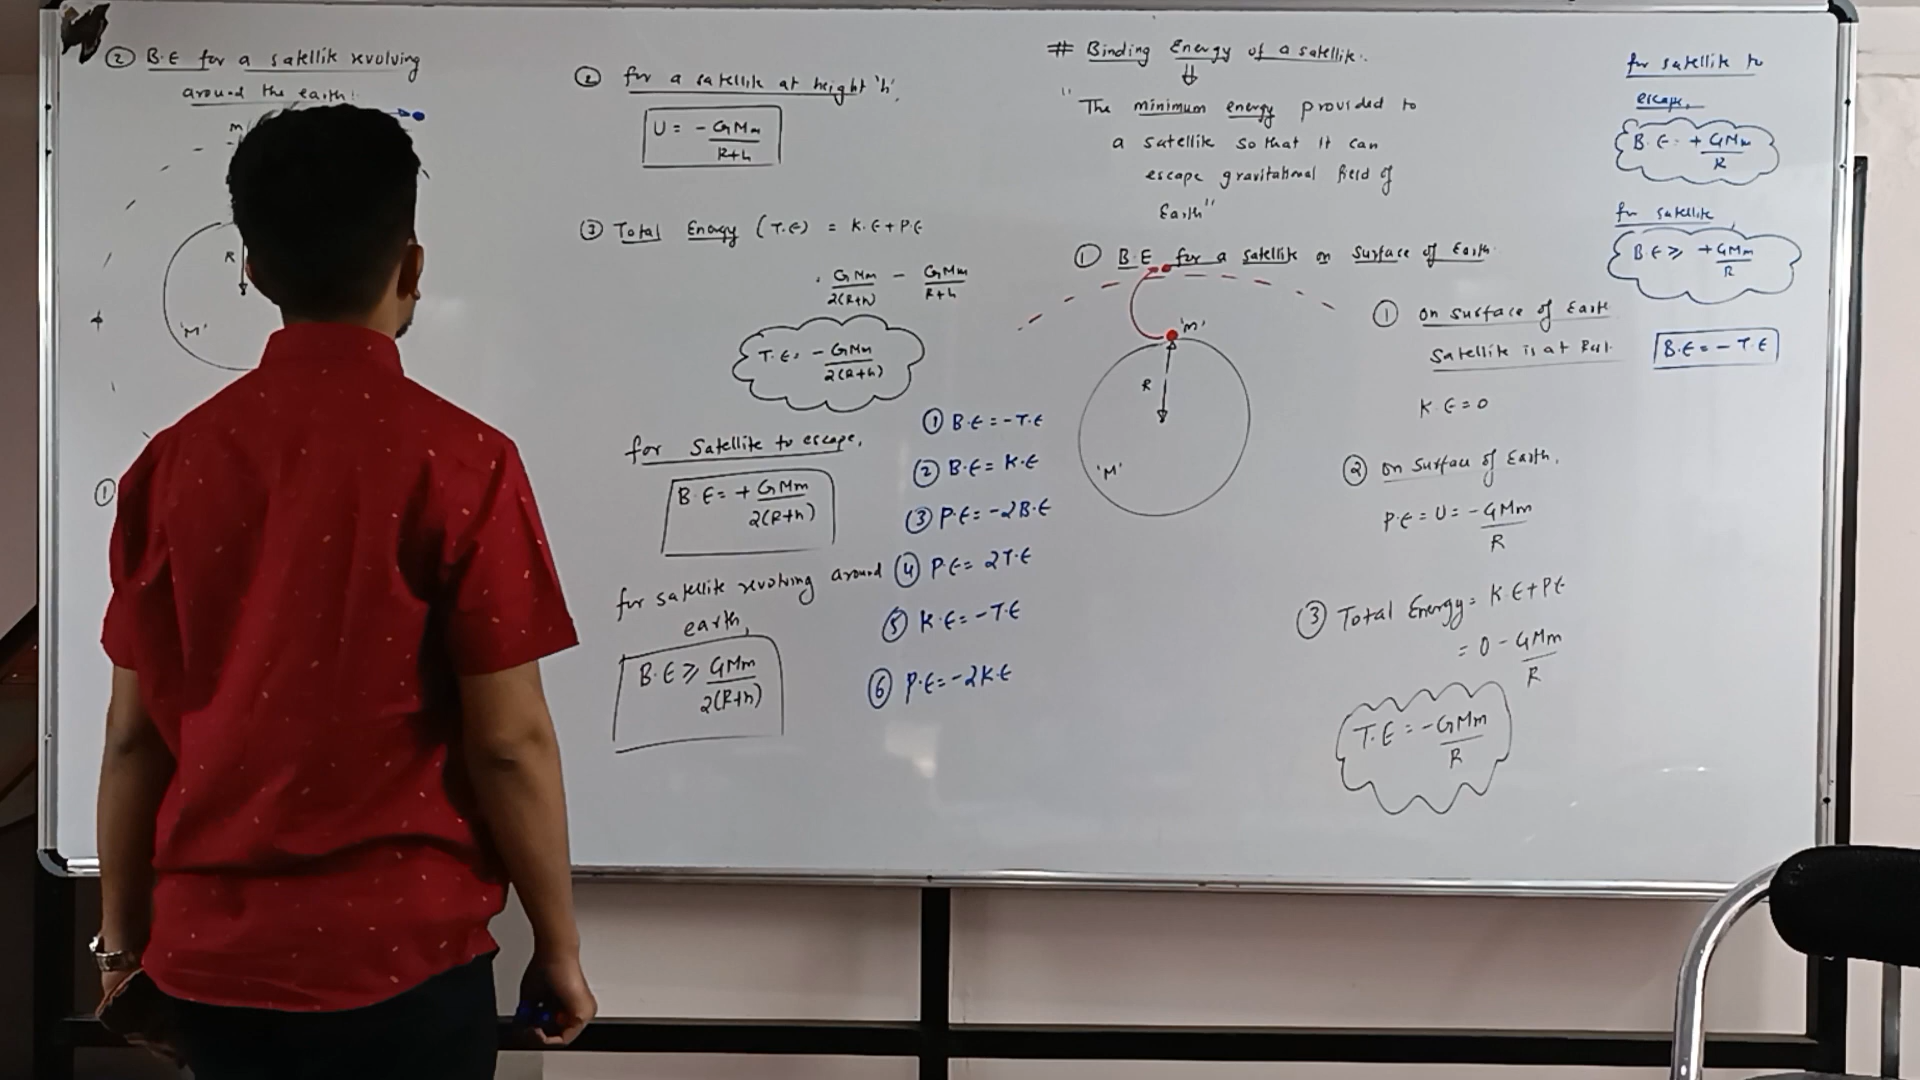 ② B.E for a satellite revolving
around the earth!
m
R
'M'
①
② for a satellite at height 'h'.
U = - GMm
R+h
③ Total Energy (T.E) = K.E+P.E
GMm - GMm
2(R+h) R+h
T.E = - GMm
2(R+h)
for Satellite to escape,
B.E = + GMm
2(R+h)
for satellite revolving around
earth,
B.E ⩾ GMm
2(R+h)
① B.E = -T.E
② B.E = K.E
③ P.E = -2B.E
④ P.E = 2T.E
⑤ K.E = -T.E
⑥ P.E = -2K.E
# Binding Energy of a satellite.
⇓
"The minimum energy provided to
a satellite so that it can
escape gravitational field of
Earth"
① B.E for a satellite on Surface of Earth
'm'
R
'M'
① on surface of Earth
Satellite is at Rest.
K.E = 0
② on Surface of Earth.
P.E = U = - GMm
R
③ Total Energy = K.E+P.E
= 0 - GMm
R
T.E = - GMm
R
for satellite to
escape,
B.E = + GMm
R
for satellite,
B.E ⩾ + GMm
R
B.E = - T.E